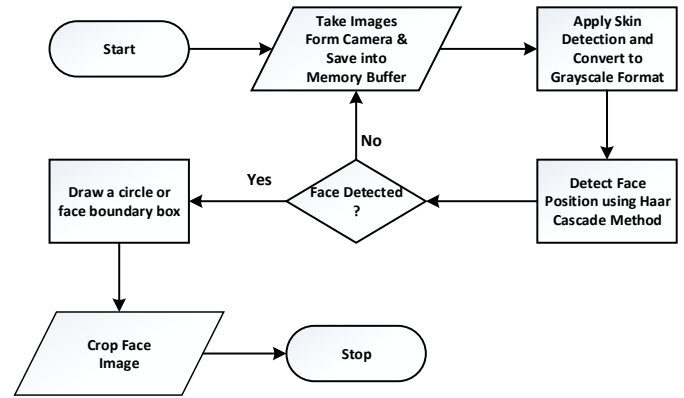 Start
Take Images
Form Camera &
Save into
Memory Buffer
Apply Skin
Detection and
Convert to
Grayscale Format
No
Yes
Draw a circle or
face boundary box
Face Detected
?
Detect Face
Position using Haar
Cascade Method
Crop Face
Image
Stop